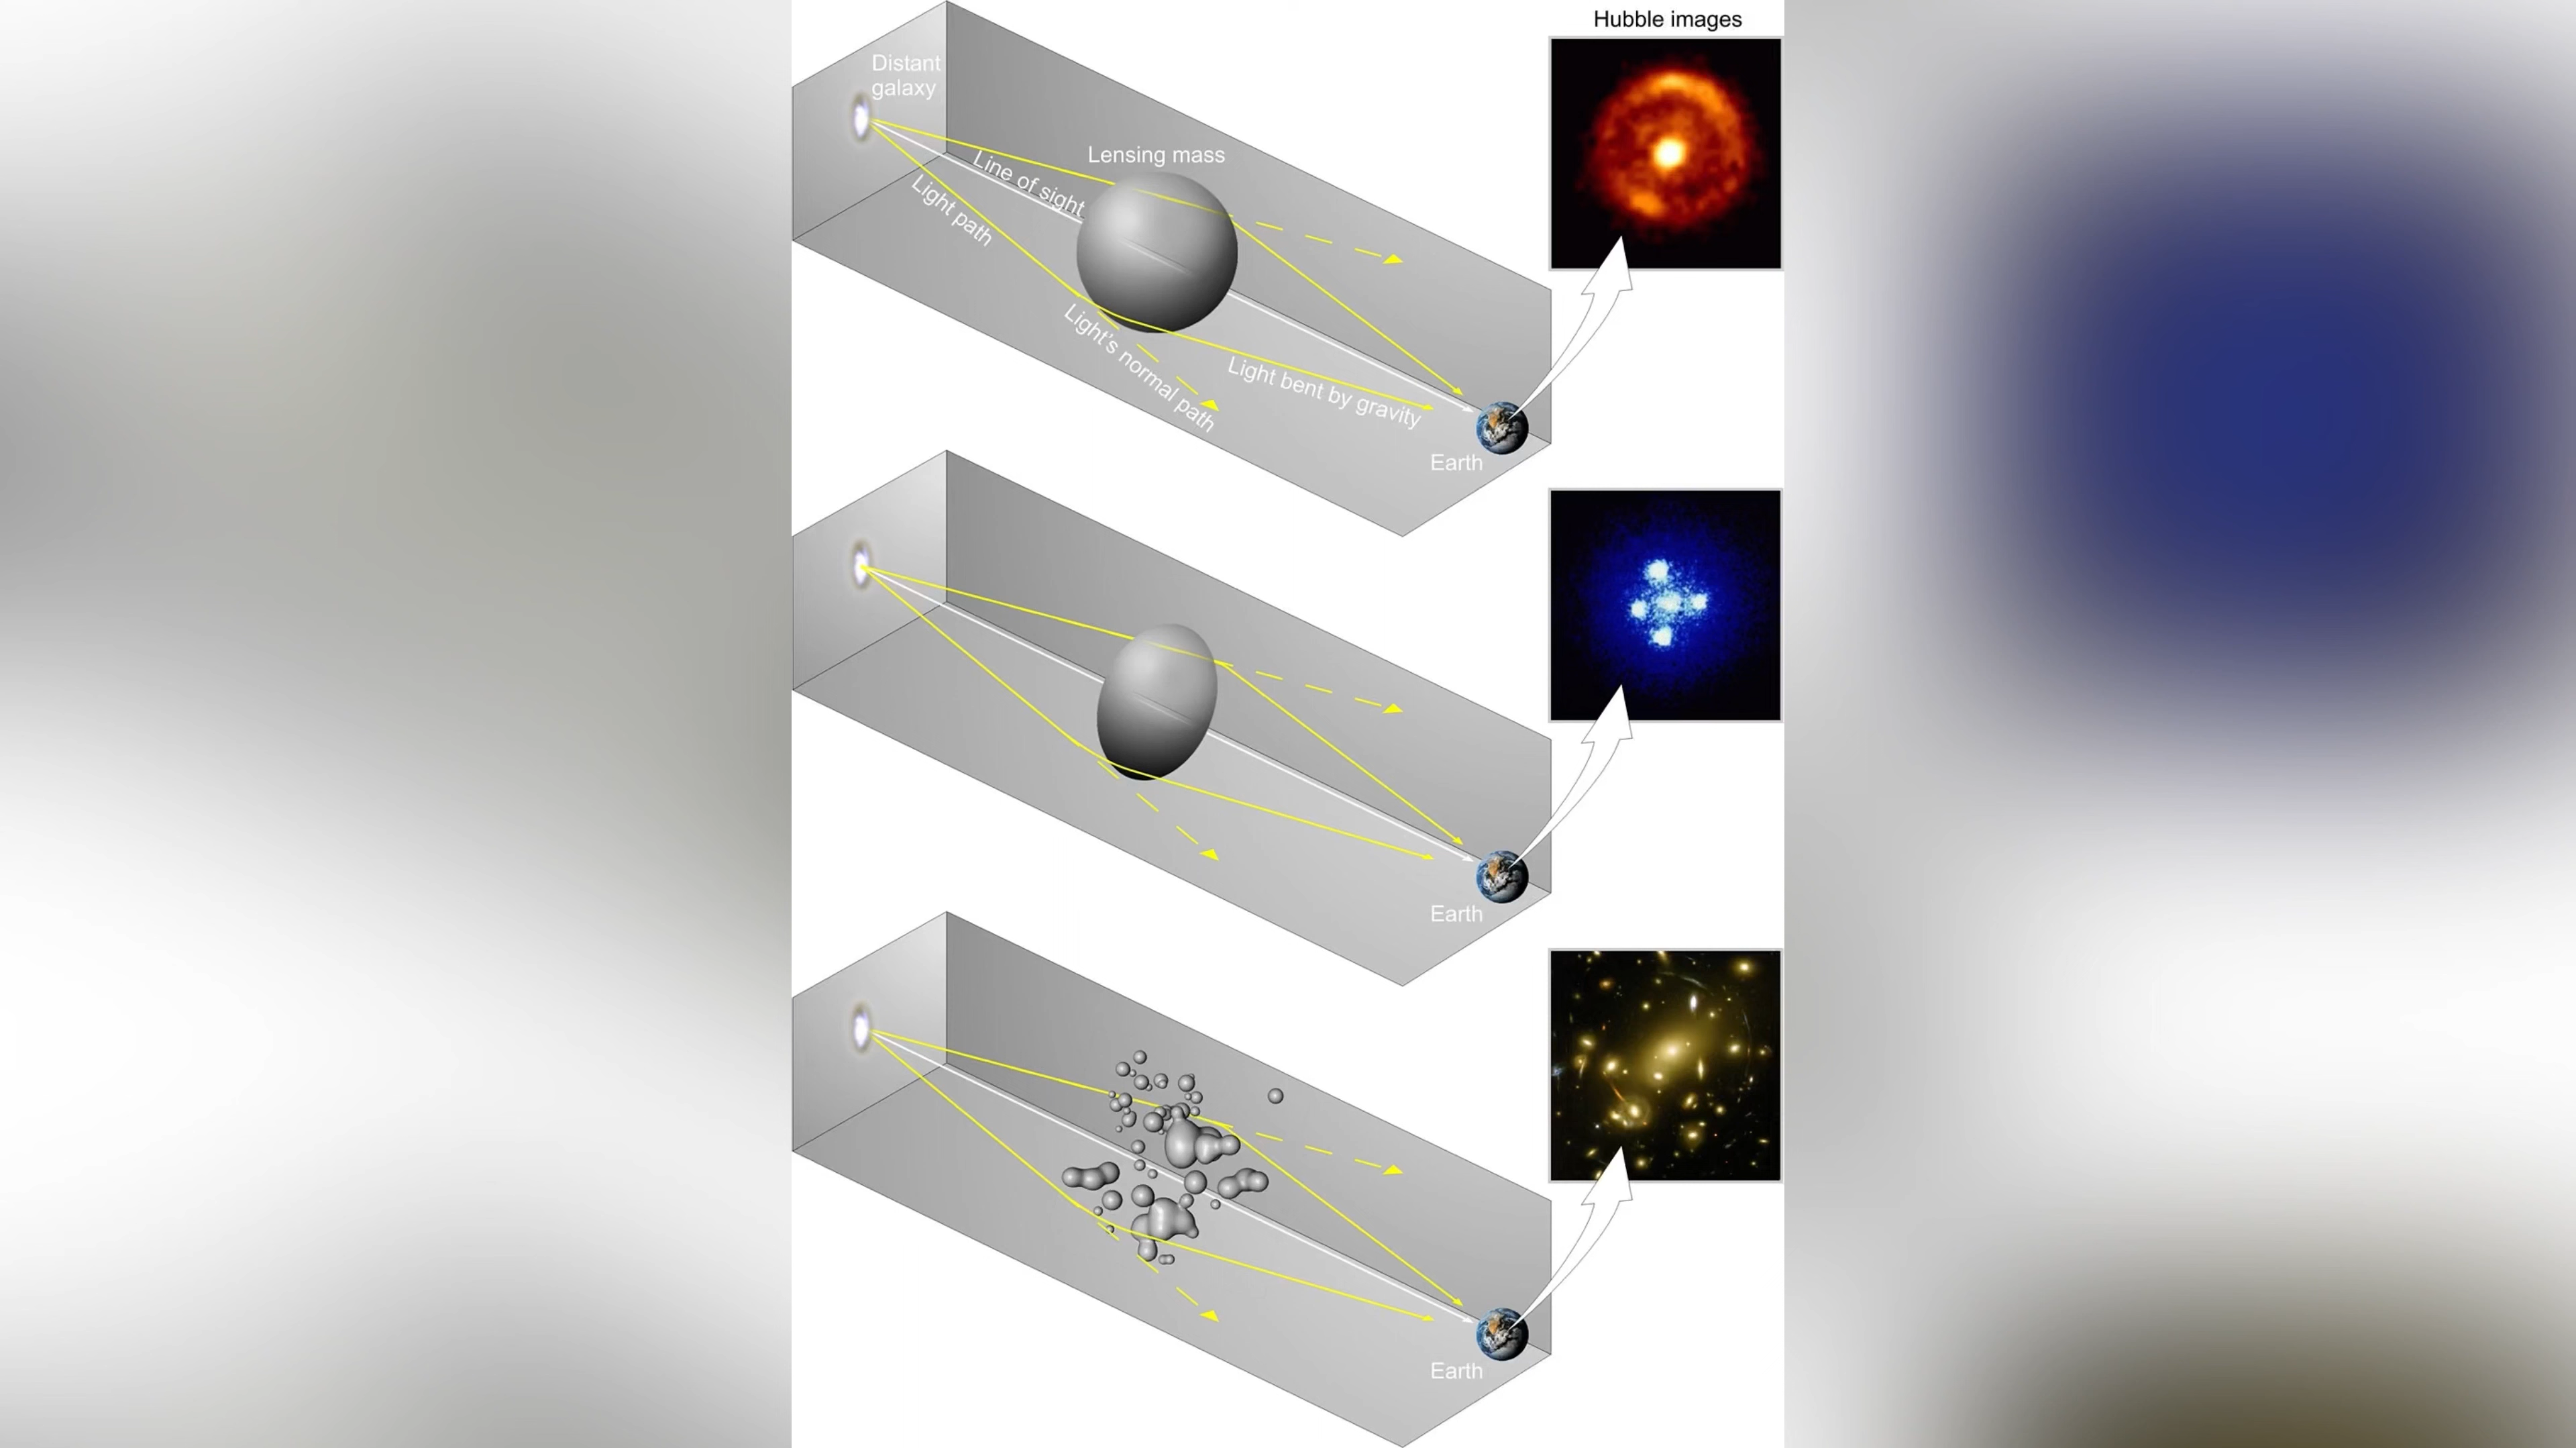 Hubble images
Distant
galaxy
Lensing mass
Line of sight
Light path
Light's normal path
Light bent by gravity
Earth
Earth
Earth